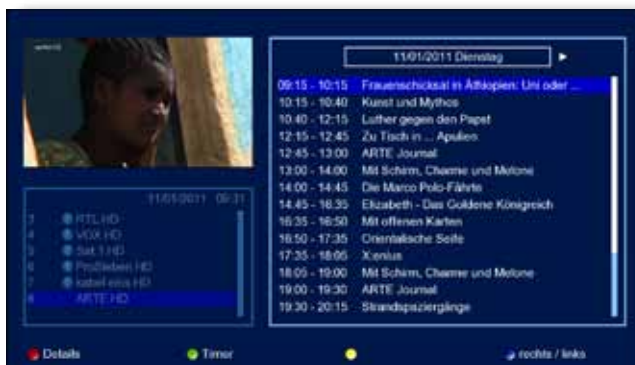 11/01/2011 Dienstag
09:15 - 10:15 Frauenschicksal in Äthiopien: Uni oder ...
10:15 - 10:40 Kunst und Mythos
10:40 - 12:15 Luther gegen den Papst
12:15 - 12:45 Zu Tisch in ... Apulien
12:45 - 13:00 ARTE Journal
13:00 - 14:00 Mit Schirm, Charme und Melone
14:00 - 14:45 Die Marco Polo-Fährte
14:45 - 16:35 Elizabeth - Das Goldene Königreich
16:35 - 16:50 Mit offenen Karten
16:50 - 17:35 Orientalische Seife
17:35 - 18:05 X:enius
18:05 - 19:00 Mit Schirm, Charme und Melone
19:00 - 19:30 ARTE Journal
19:30 - 20:15 Strandspaziergänge
11/01/2011 09:31
3 RTL HD
4 VOX HD
5 Sat.1 HD
6 ProSieben HD
7 kabel eins HD
8 ARTE HD
Details Timer rechts / links